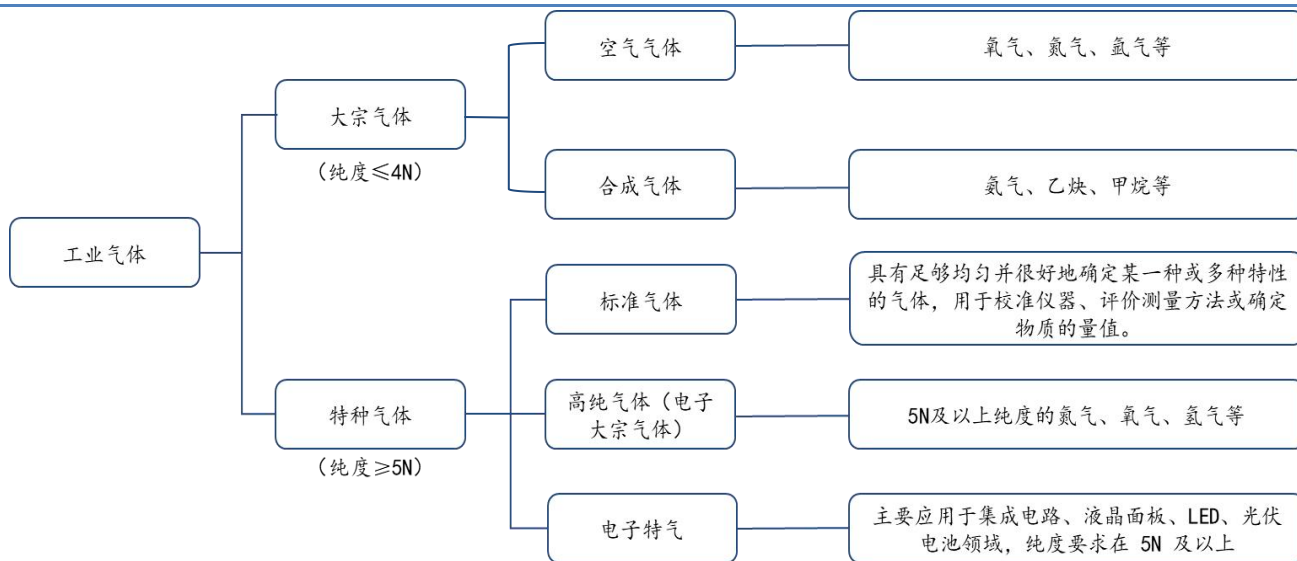 空气气体
氧气、氮气、氩气等
大宗气体
（纯度≤4N）
合成气体
氨气、乙炔、甲烷等
工业气体
标准气体
具有足够均匀并很好地确定某一种或多种特性
的气体，用于校准仪器、评价测量方法或确定
物质的量值。
特种气体
（纯度≥5N）
高纯气体（电子
大宗气体）
5N及以上纯度的氮气、氧气、氢气等
电子特气
主要应用于集成电路、液晶面板、LED、光伏
电池领域，纯度要求在 5N 及以上